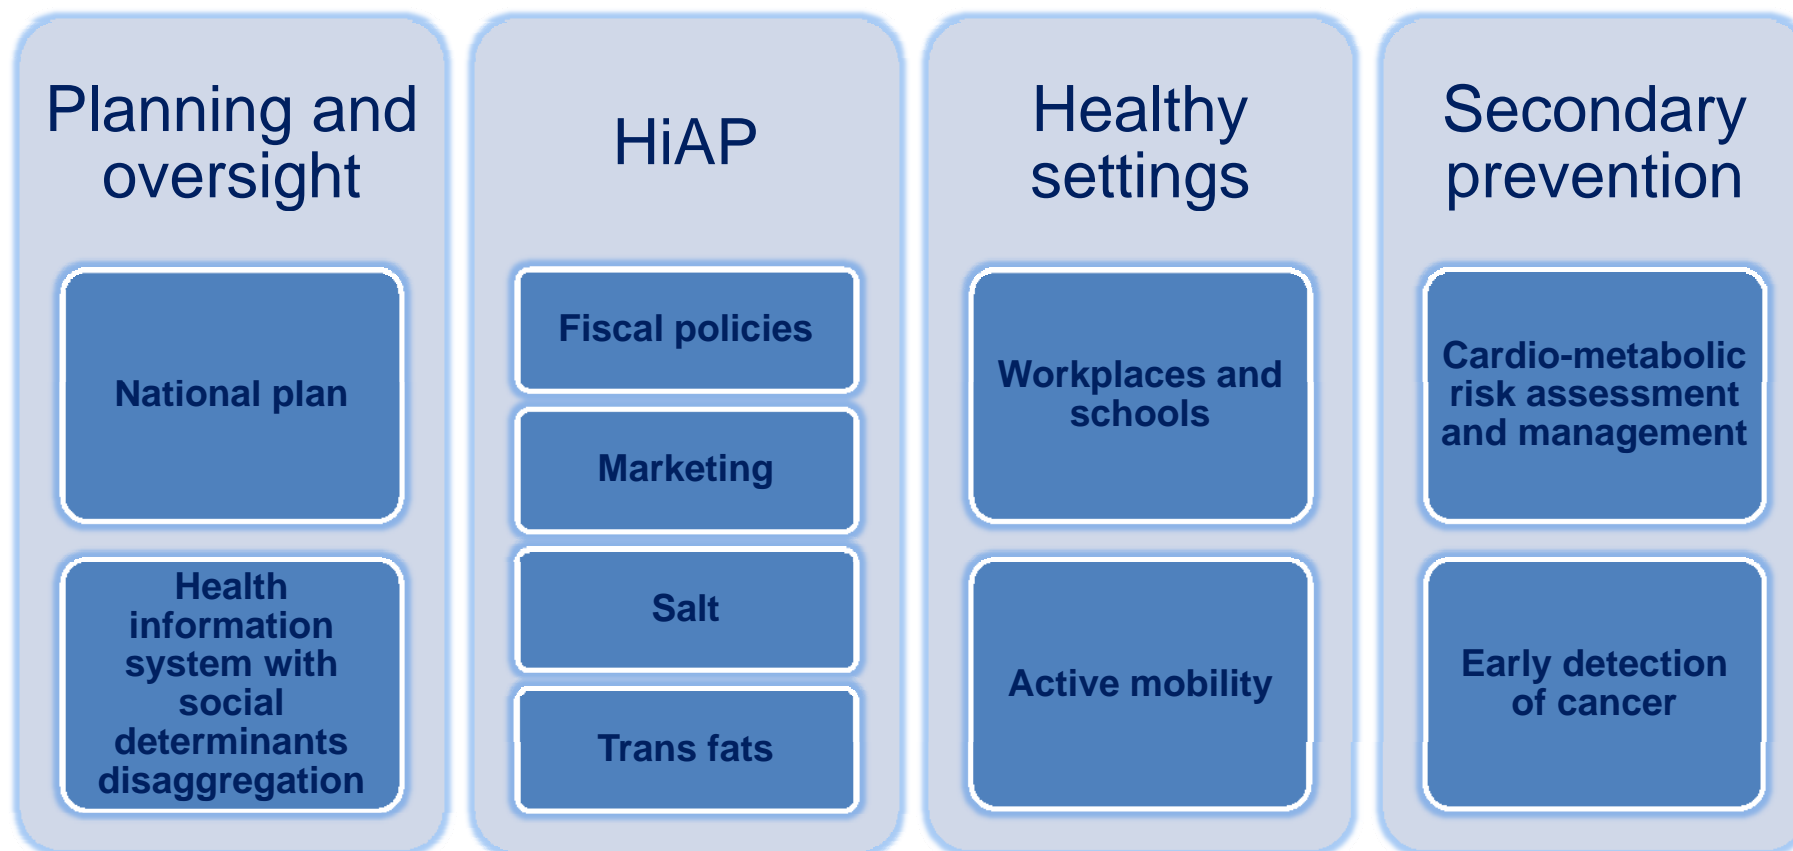 Planning and
oversight
National plan
Health
information
system with
social
determinants
disaggregation
HiAP
Fiscal policies
Marketing
Salt
Trans fats
Healthy
settings
Workplaces and
schools
Active mobility
Secondary
prevention
Cardio-metabolic
risk assessment
and management
Early detection
of cancer